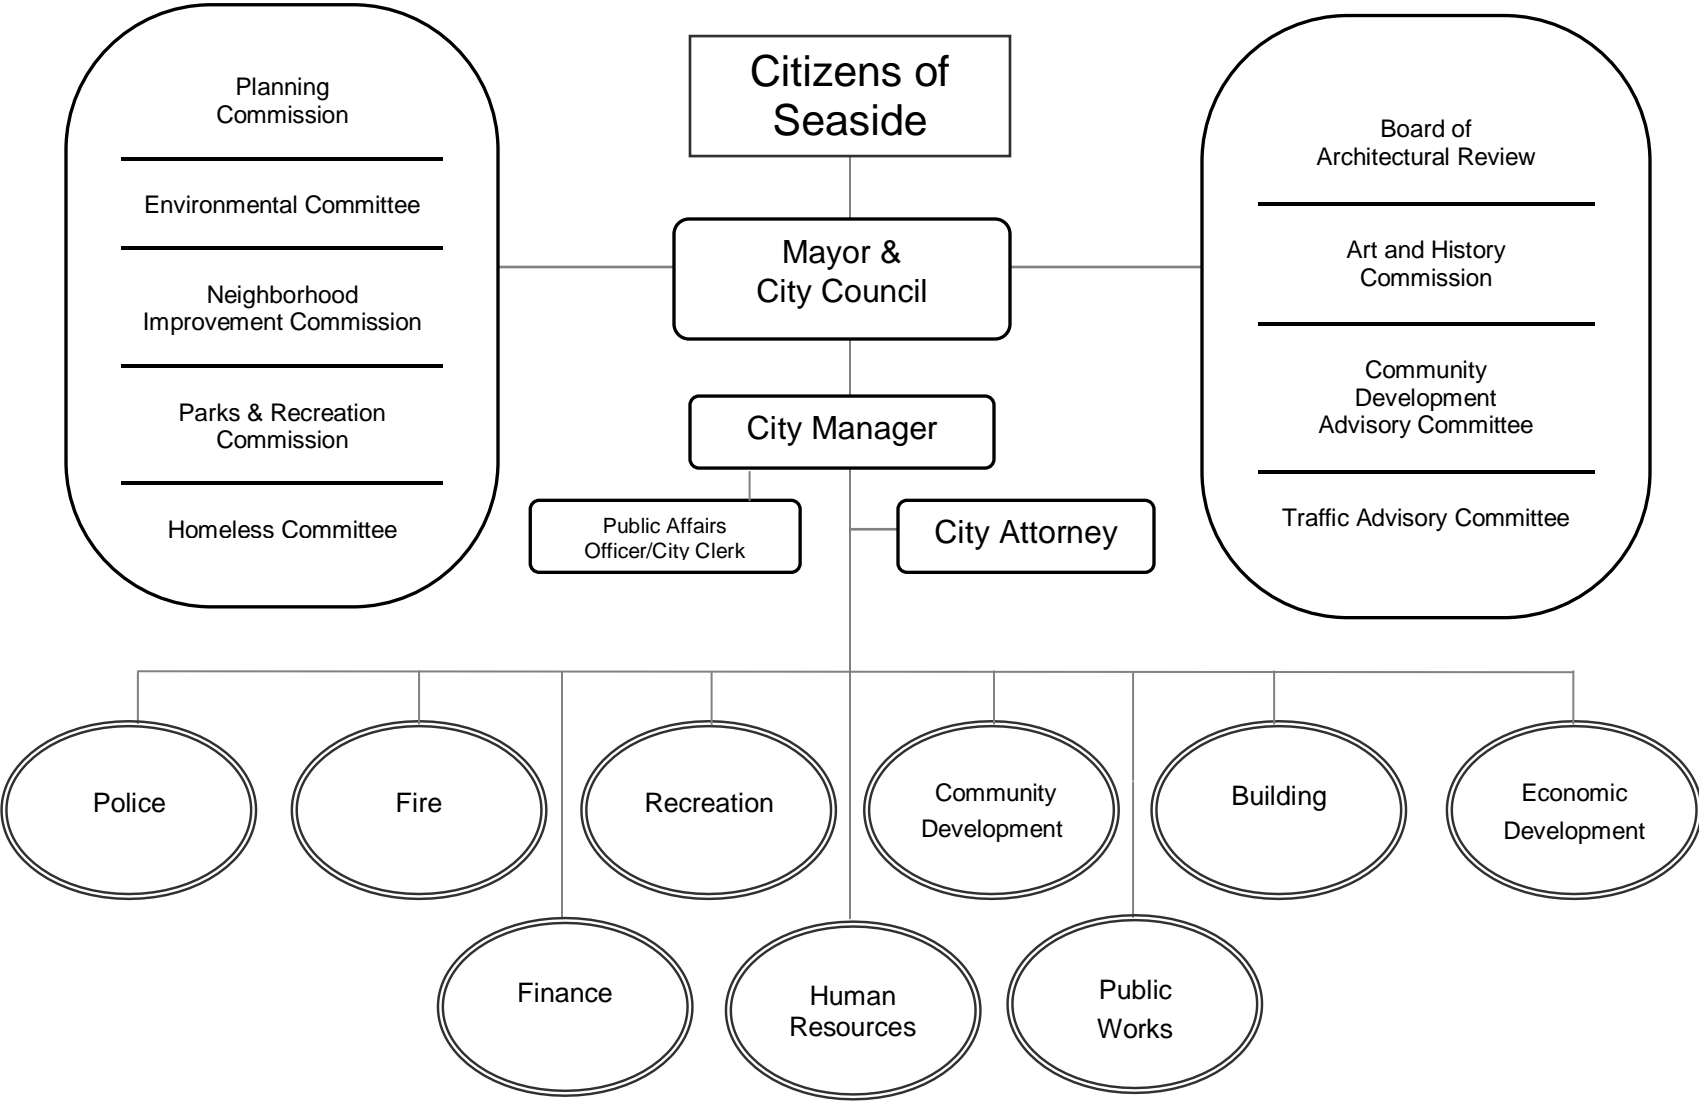 Planning
Commission
Environmental Committee
Neighborhood
Improvement Commission
Parks & Recreation
Commission
Homeless Committee
Citizens of
Seaside
Mayor &
City Council
City Manager
Public Affairs
Officer/City Clerk
City Attorney
Board of
Architectural Review
Art and History
Commission
Community
Development
Advisory Committee
Traffic Advisory Committee
Police
Fire
Recreation
Community
Development
Building
Economic
Development
Finance
Human
Resources
Public
Works